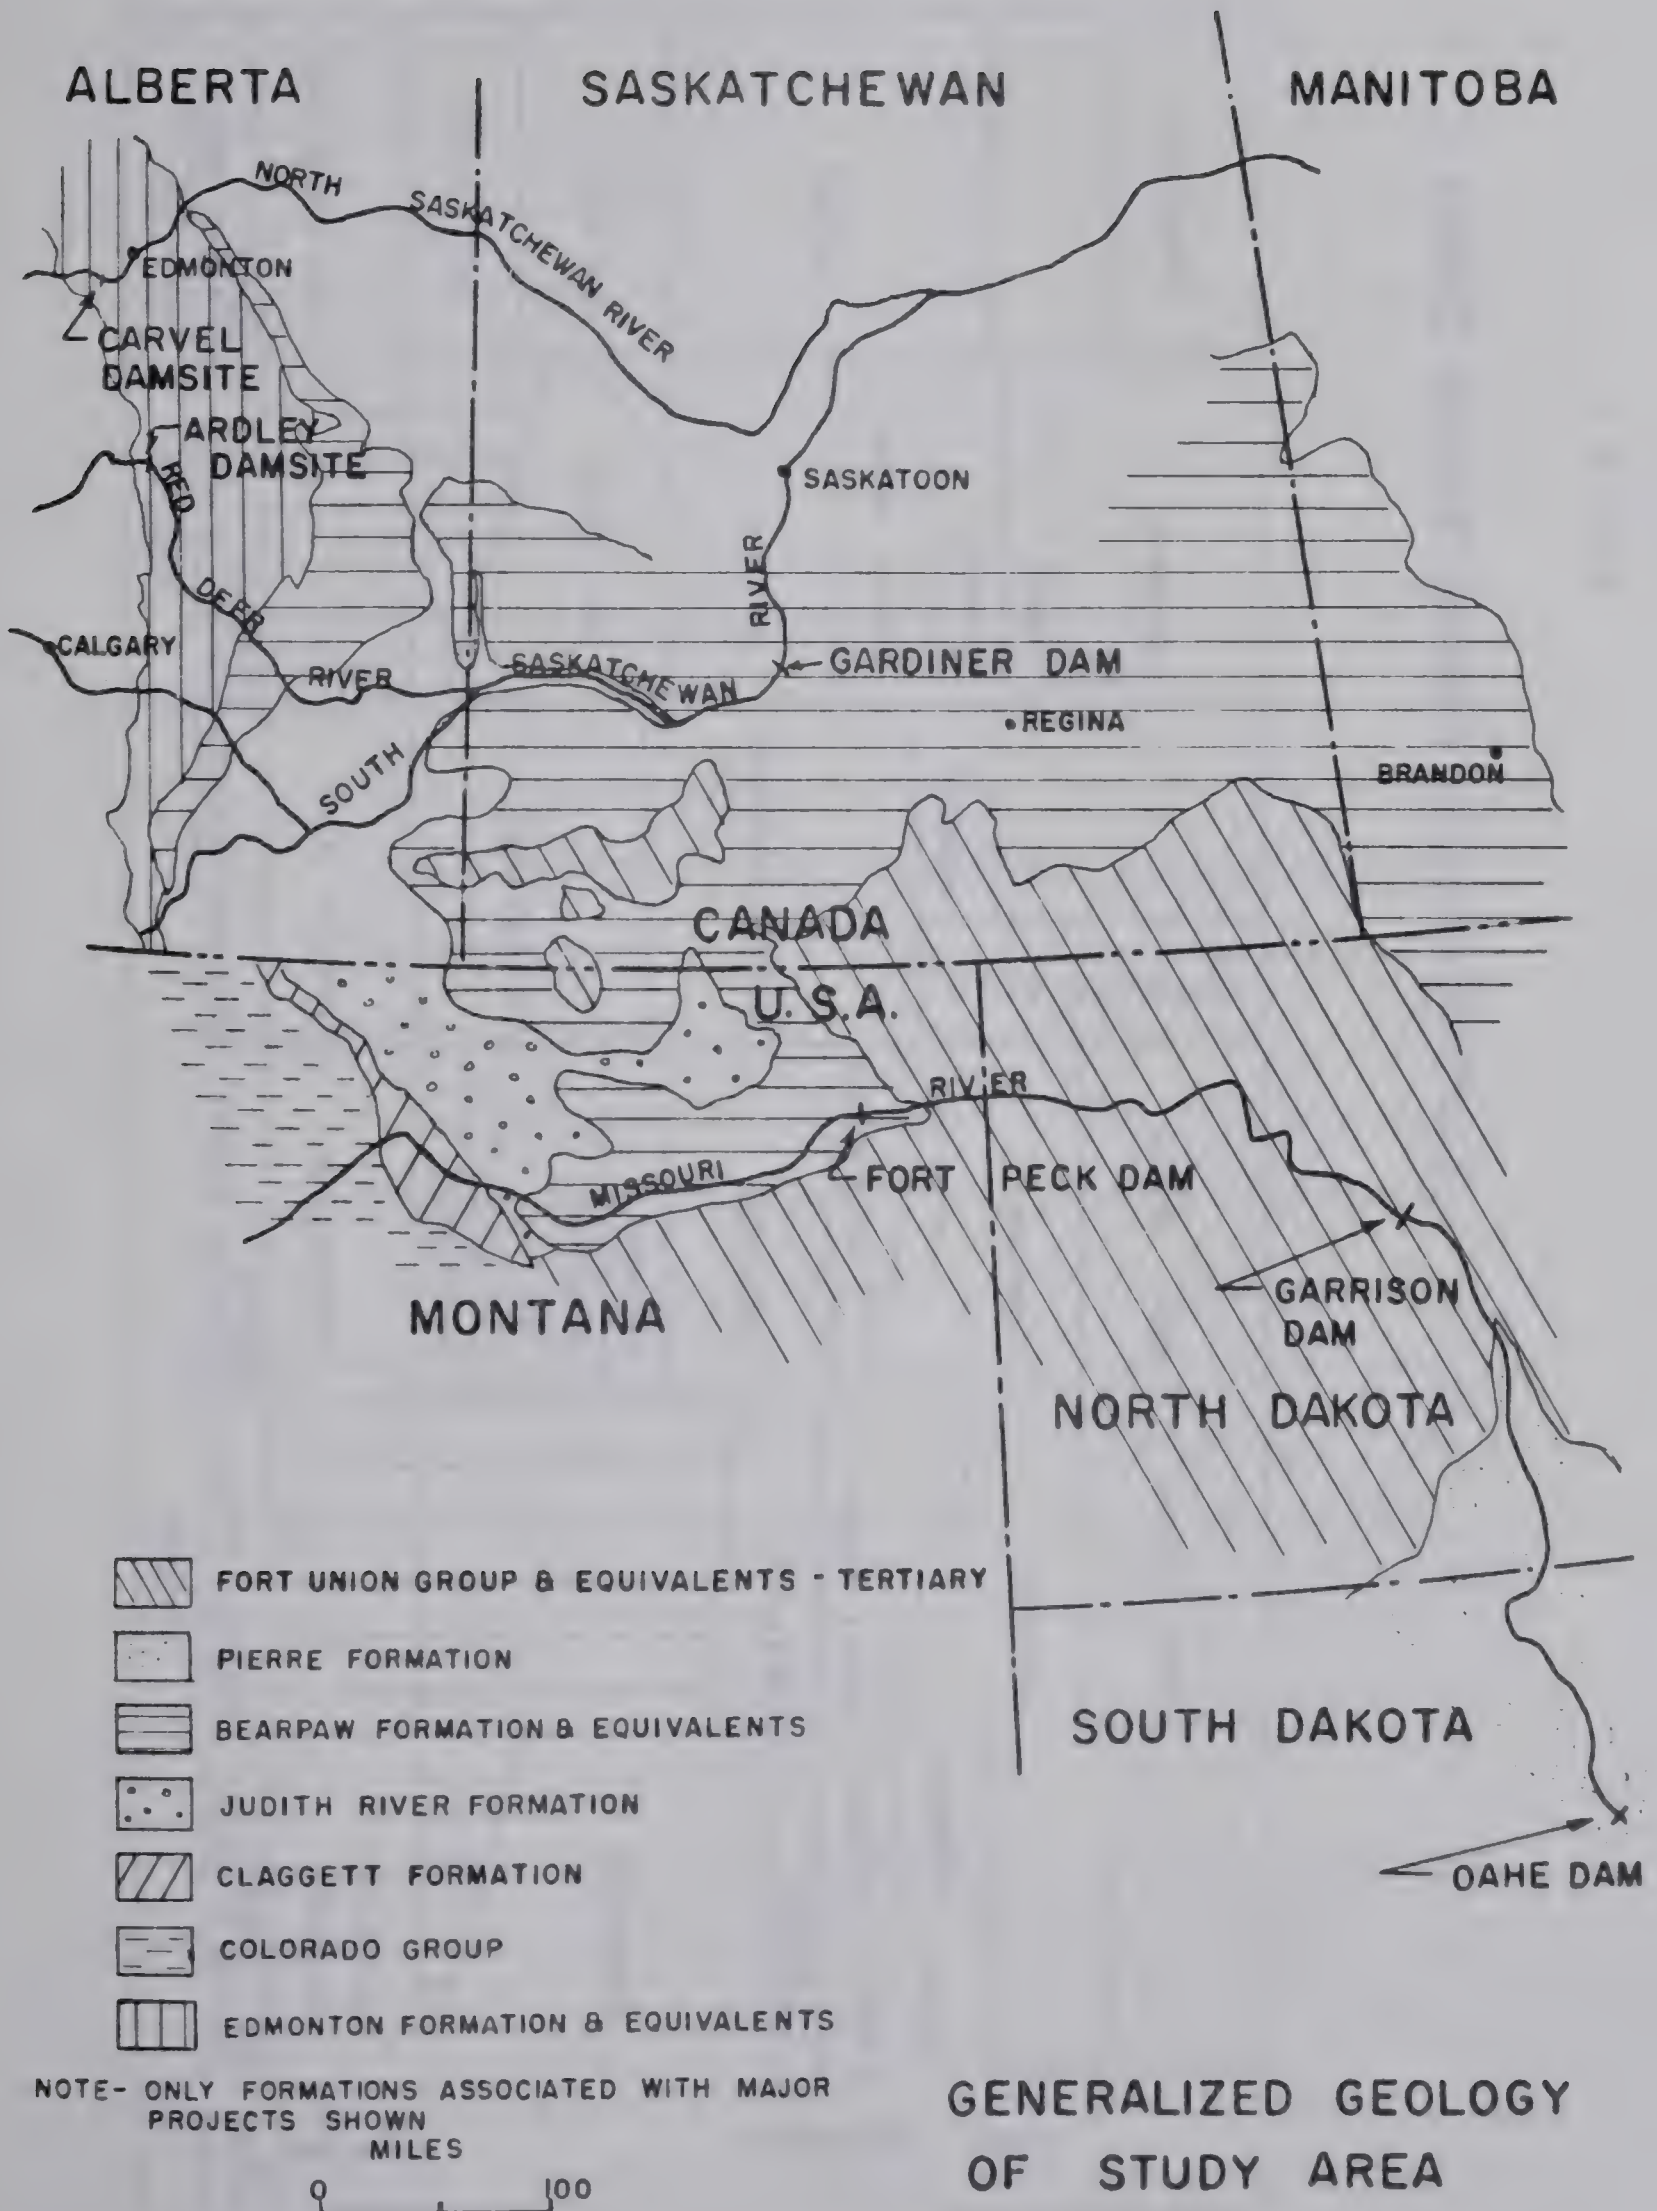 ALBERTA
SASKATCHEWAN
MANITOBA
NORTH
SASKATCHEWAN RIVER
EDMONTON
CARVEL
DAMSITE
ARDLEY
DAMSITE
RED
DEER
RIVER
SASKATOON
RIVER
CALGARY
SASKATCHEWAN
GARDINER DAM
REGINA
SOUTH
BRANDON
CANADA
U.S.A.
RIVER
MISSOURI
FORT PECK DAM
GARRISON
DAM
MONTANA
NORTH DAKOTA
SOUTH DAKOTA
OAHE DAM
FORT UNION GROUP & EQUIVALENTS - TERTIARY
PIERRE FORMATION
BEARPAW FORMATION & EQUIVALENTS
JUDITH RIVER FORMATION
CLAGGETT FORMATION
COLORADO GROUP
EDMONTON FORMATION & EQUIVALENTS
NOTE- ONLY FORMATIONS ASSOCIATED WITH MAJOR
PROJECTS SHOWN
MILES
0 100
GENERALIZED GEOLOGY
OF STUDY AREA